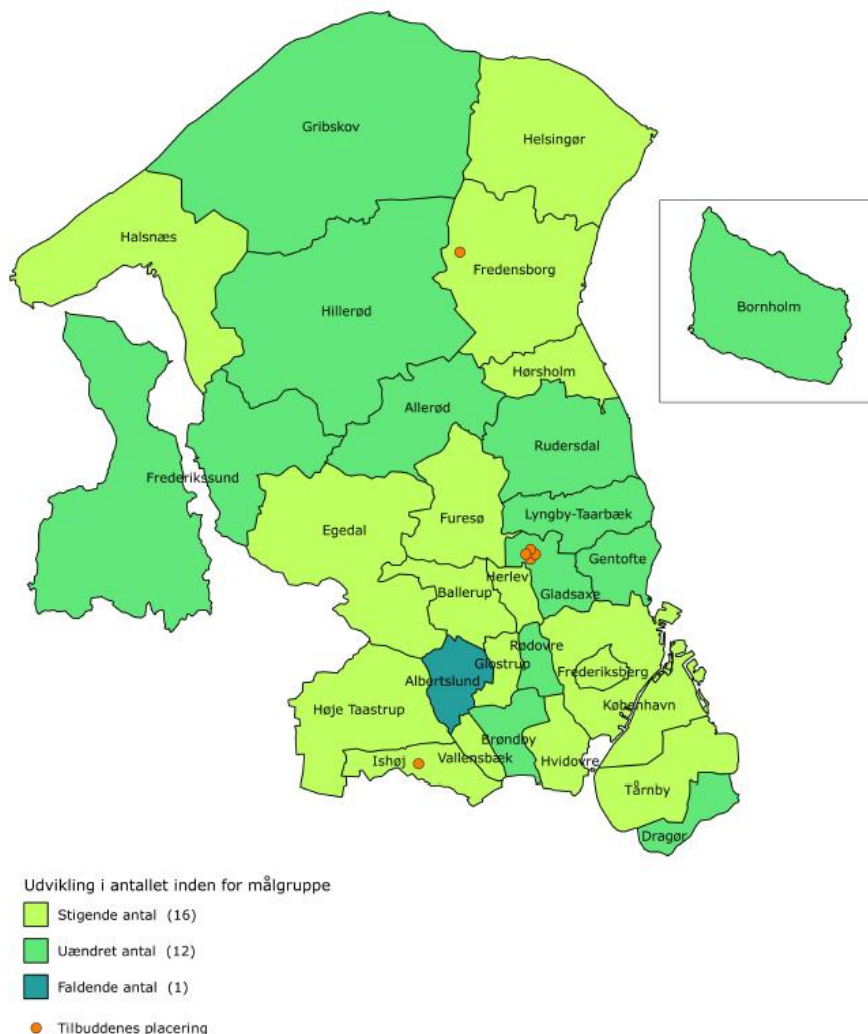 Gribskov
Helsingør
Halsnæs
Fredensborg
Hillerød
Bornholm
Hørsholm
Allerød
Rudersdal
Frederikssund
Furesø
Lyngby-Taarbæk
Egedal
Gentofte
Herlev
Ballerup
Gladsaxe
Rødovre
Glostrup
Frederiksberg
Albertslund
København
Høje Taastrup
Brøndby
Ishøj
Vallensbæk
Hvidovre
Tårnby
Dragør
Udvikling i antallet inden for målgruppe
Stigende antal (16)
Uændret antal (12)
Faldende antal (1)
Tilbuddenes placering